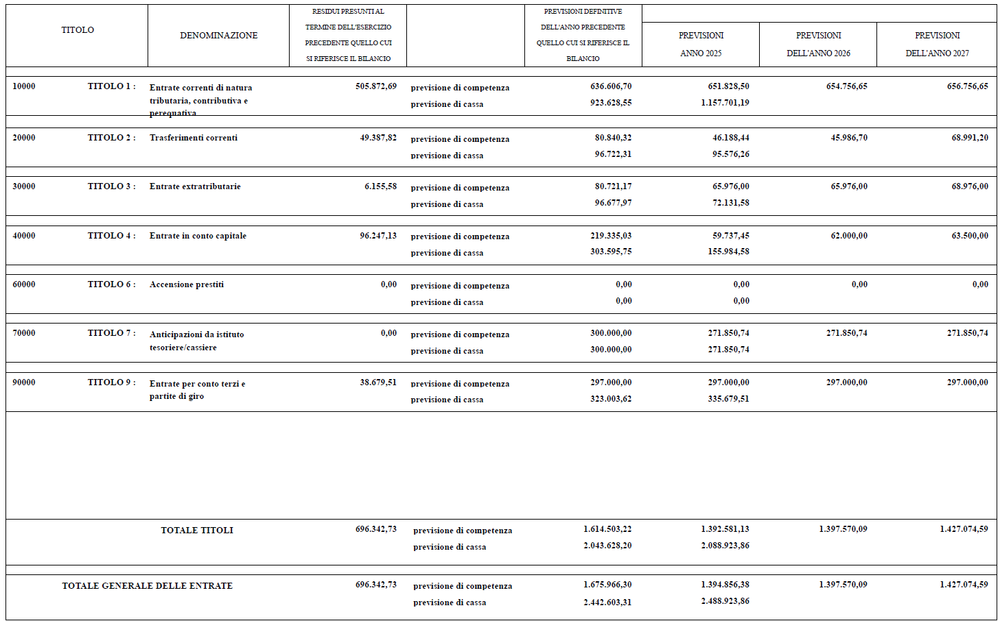 TITOLO
DENOMINAZIONE
RESIDUI PRESUNTI AL
TERMINE DELL'ESERCIZIO
PRECEDENTE QUELLO CUI
SI RIFERISCE IL BILANCIO
PREVISIONI DEFINITIVE
DELL'ANNO PRECEDENTE
QUELLO CUI SI RIFERISCE IL
BILANCIO
PREVISIONI
ANNO 2025
PREVISIONI
DELL'ANNO 2026
PREVISIONI
DELL'ANNO 2027
10000 TITOLO 1 : Entrate correnti di natura 505.872,69 previsione di competenza 636.606,70 651.828,50 654.756,65 656.756,65
tributaria, contributiva e previsione di cassa 923.628,55 1.157.701,19
perequativa
20000 TITOLO 2 : Trasferimenti correnti 49.387,82 previsione di competenza 80.840,32 46.188,44 45.986,70 68.991,20
previsione di cassa 96.722,31 95.576,26
30000 TITOLO 3 : Entrate extratributarie 6.155,58 previsione di competenza 80.721,17 65.976,00 65.976,00 68.976,00
previsione di cassa 96.677,97 72.131,58
40000 TITOLO 4 : Entrate in conto capitale 96.247,13 previsione di competenza 219.335,03 59.737,45 62.000,00 63.500,00
previsione di cassa 303.595,75 155.984,58
60000 TITOLO 6 : Accensione prestiti 0,00 previsione di competenza 0,00 0,00 0,00 0,00
previsione di cassa 0,00 0,00
70000 TITOLO 7 : Anticipazioni da istituto 0,00 previsione di competenza 300.000,00 271.850,74 271.850,74 271.850,74
tesoriere/cassiere previsione di cassa 300.000,00 271.850,74
90000 TITOLO 9 : Entrate per conto terzi e 38.679,51 previsione di competenza 297.000,00 297.000,00 297.000,00 297.000,00
partite di giro previsione di cassa 323.003,62 335.679,51
TOTALE TITOLI 696.342,73 previsione di competenza 1.614.503,22 1.392.581,13 1.397.570,09 1.427.074,59
previsione di cassa 2.043.628,20 2.088.923,86
TOTALE GENERALE DELLE ENTRATE 696.342,73 previsione di competenza 1.675.966,30 1.394.856,38 1.397.570,09 1.427.074,59
previsione di cassa 2.442.603,31 2.488.923,86